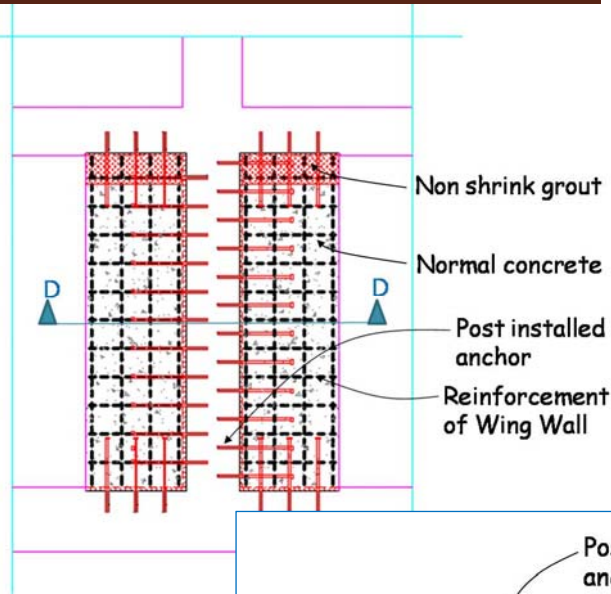 Non shrink grout
Normal concrete
D
D
Post installed
anchor
Reinforcement
of Wing Wall